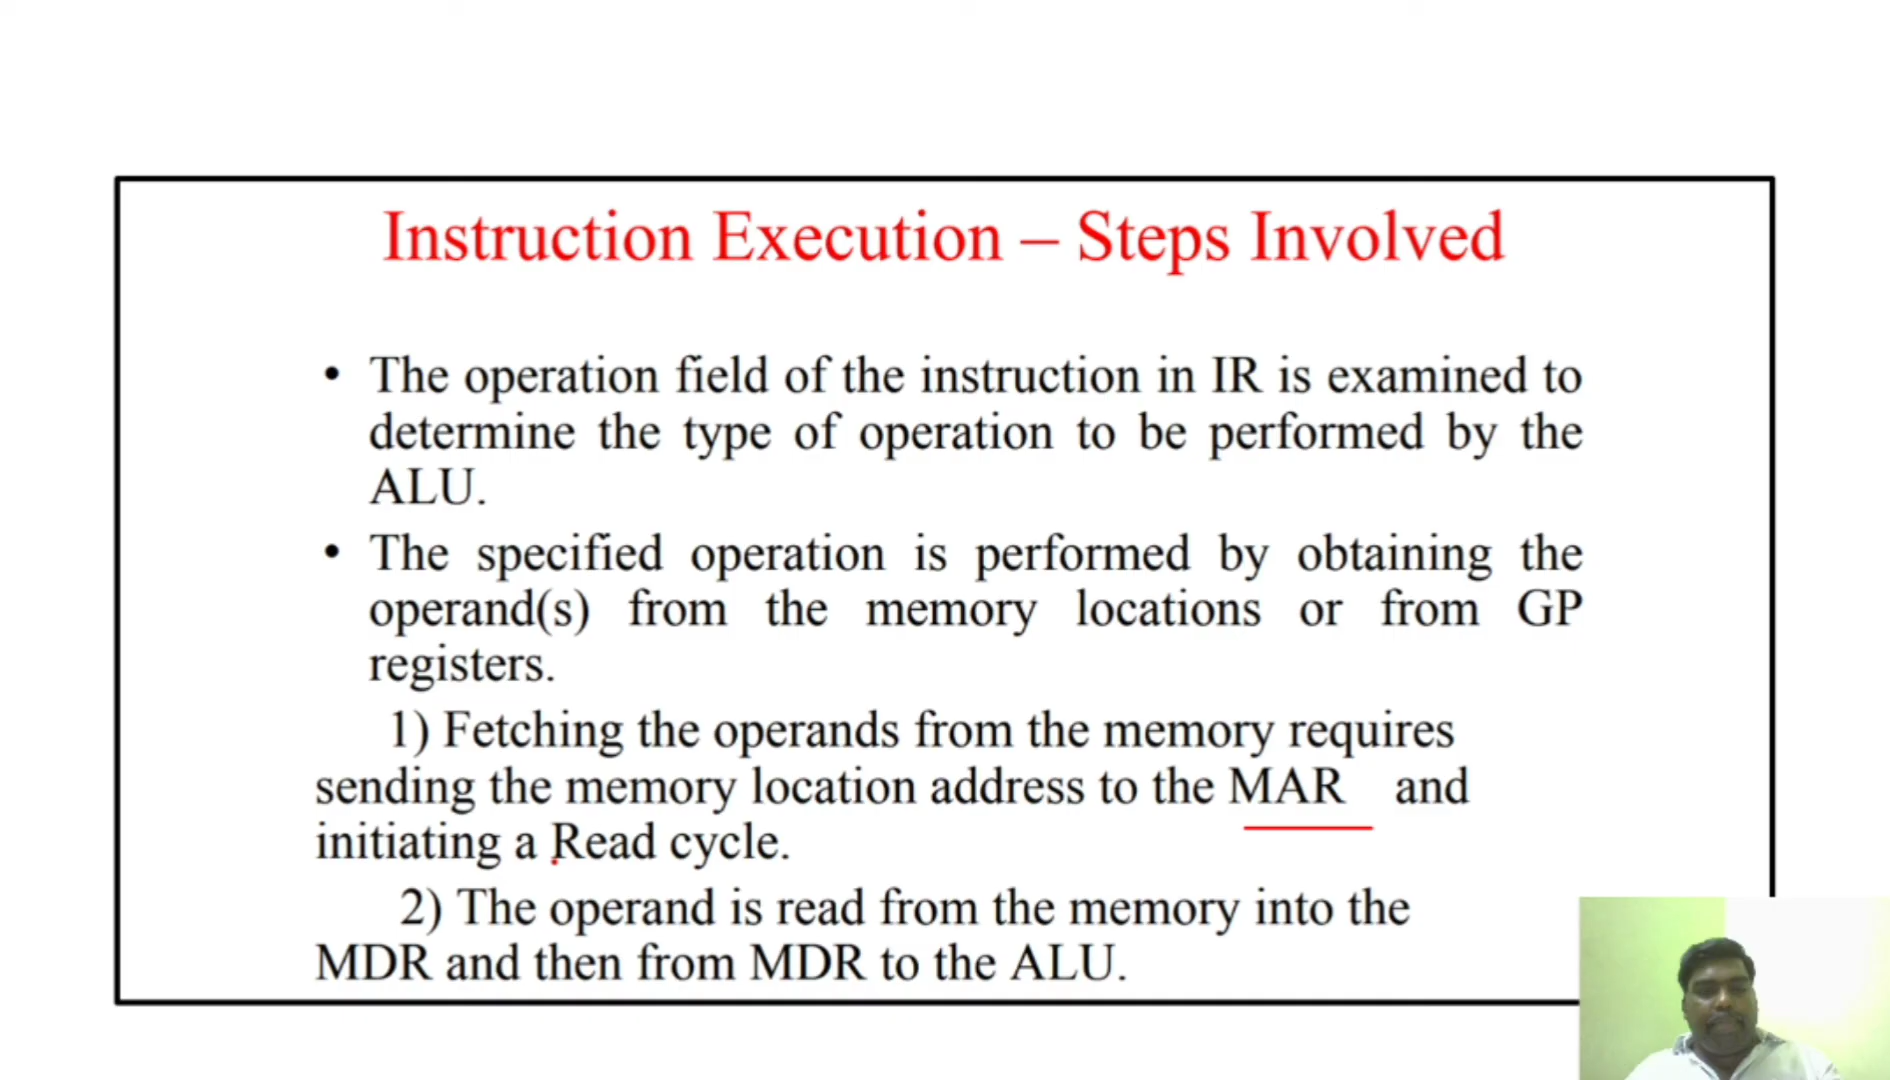 Instruction Execution – Steps Involved
• The operation field of the instruction in IR is examined to
determine the type of operation to be performed by the
ALU.
• The specified operation is performed by obtaining the
operand(s) from the memory locations or from GP
registers.
1) Fetching the operands from the memory requires
sending the memory location address to the MAR and
initiating a Read cycle.
2) The operand is read from the memory into the
MDR and then from MDR to the ALU.